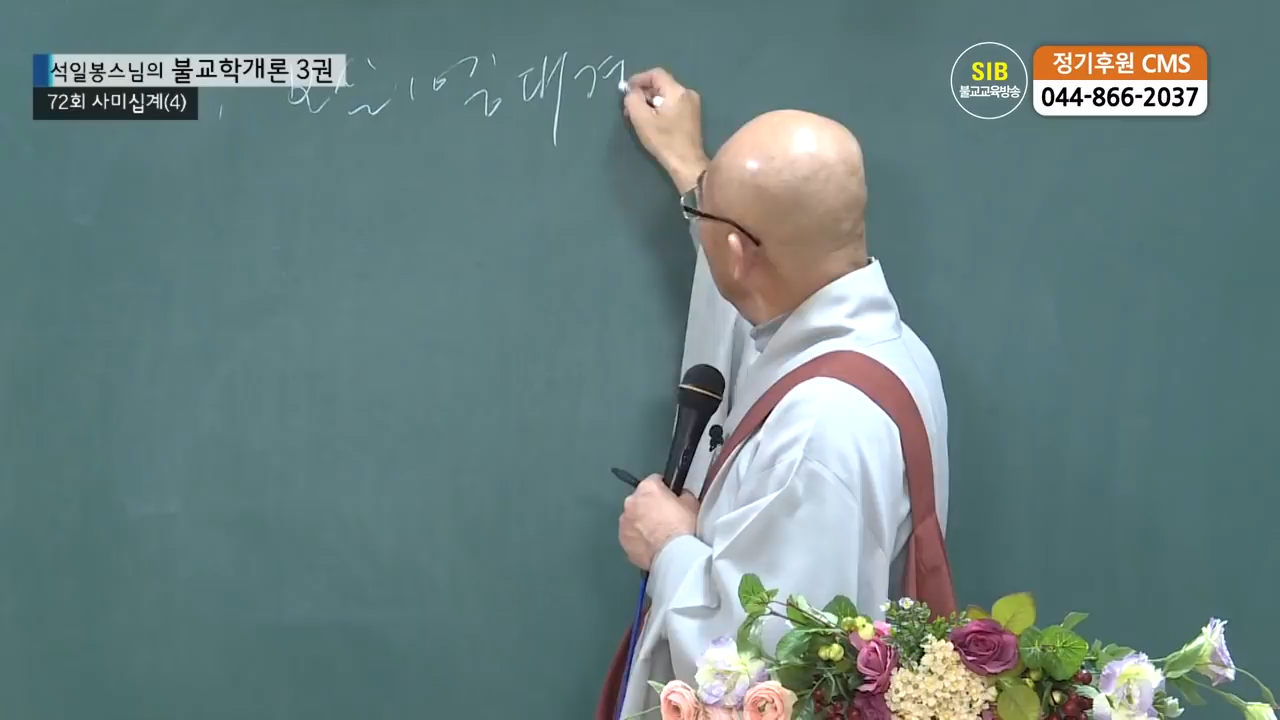 석일봉스님의 불교학개론 3권
72회 사미십계(4)
SIB
불교교육방송
정기후원 CMS
044-866-2037
대경